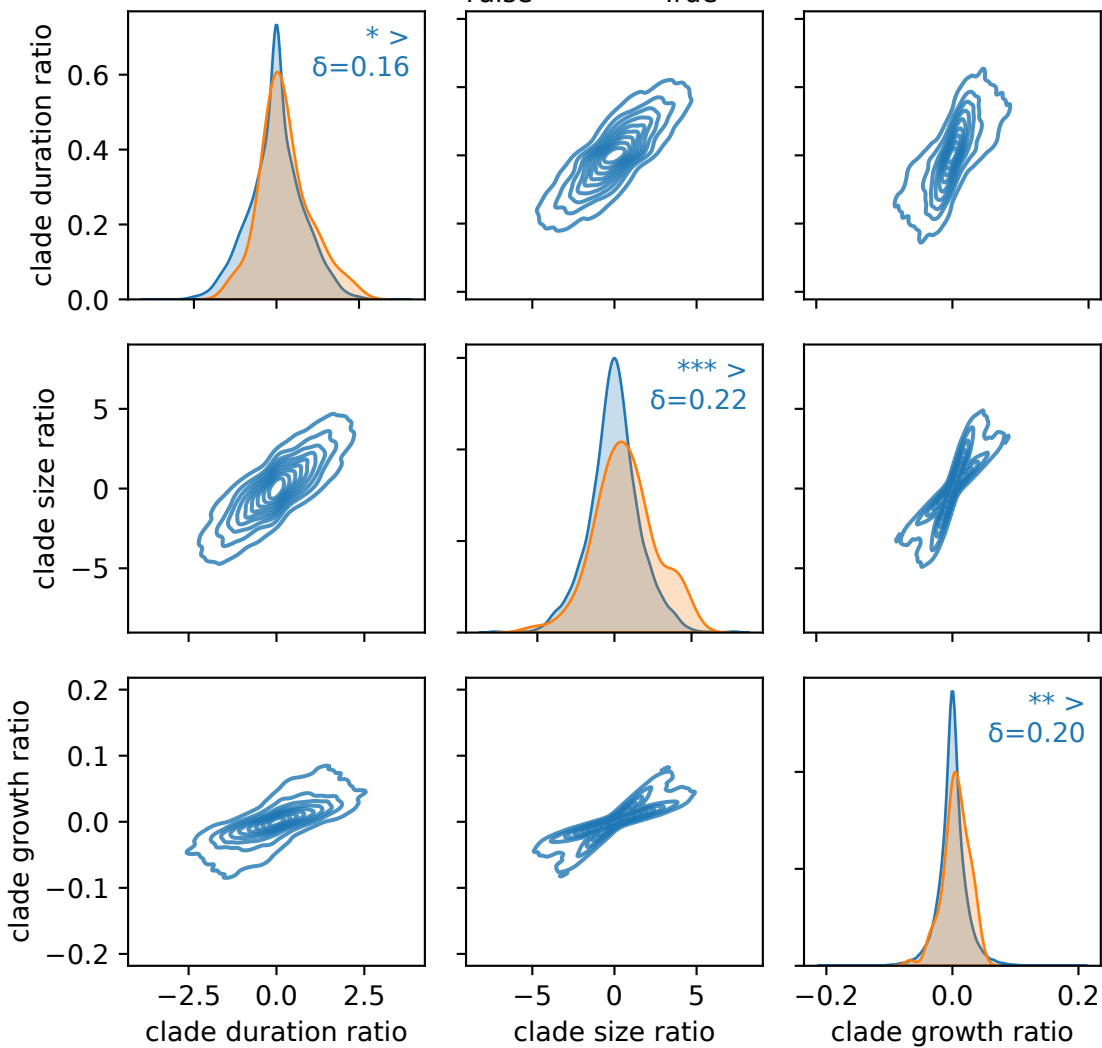 False True
clade duration ratio
0.6
0.4
0.2
0.0
* >
δ=0.16
clade size ratio
5
0
−5
*** >
δ=0.22
clade growth ratio
0.2
0.1
0.0
−0.1
−0.2
** >
δ=0.20
−2.5 0.0 2.5
−5 0 5
−0.2 0.0 0.2
clade duration ratio
clade size ratio
clade growth ratio